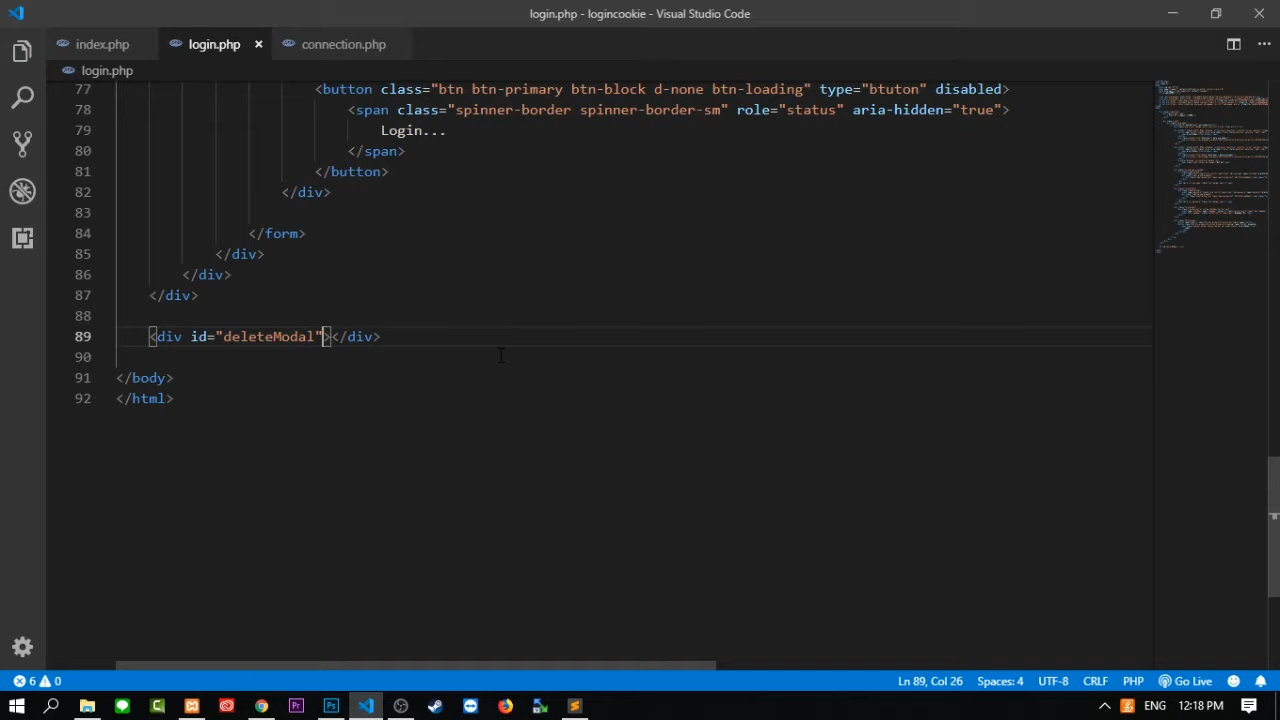 login.php - logincookie - Visual Studio Code
index.php login.php × connection.php
login.php
77 <button class="btn btn-primary btn-block d-none btn-loading" type="btuton" disabled>
78 <span class="spinner-border spinner-border-sm" role="status" aria-hidden="true">
79 Login...
80 </span>
81 </button>
82 </div>
83
84 </form>
85 </div>
86 </div>
87 </div>
88
89 <div id="deleteModal"></div>
90
91 </body>
92 </html>
6 0 Ln 89, Col 26 Spaces: 4 UTF-8 CRLF PHP Go Live
ENG 12:18 PM